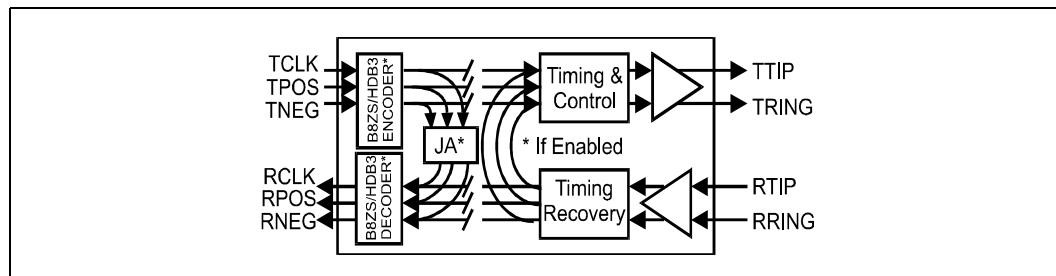 TCLK
TPOS
TNEG
B8ZS/HDB3
ENCODER*
Timing &
Control
TTIP
TRING
JA*
* If Enabled
RCLK
RPOS
RNEG
B8ZS/HDB3
DECODER*
Timing
Recovery
RTIP
RRING